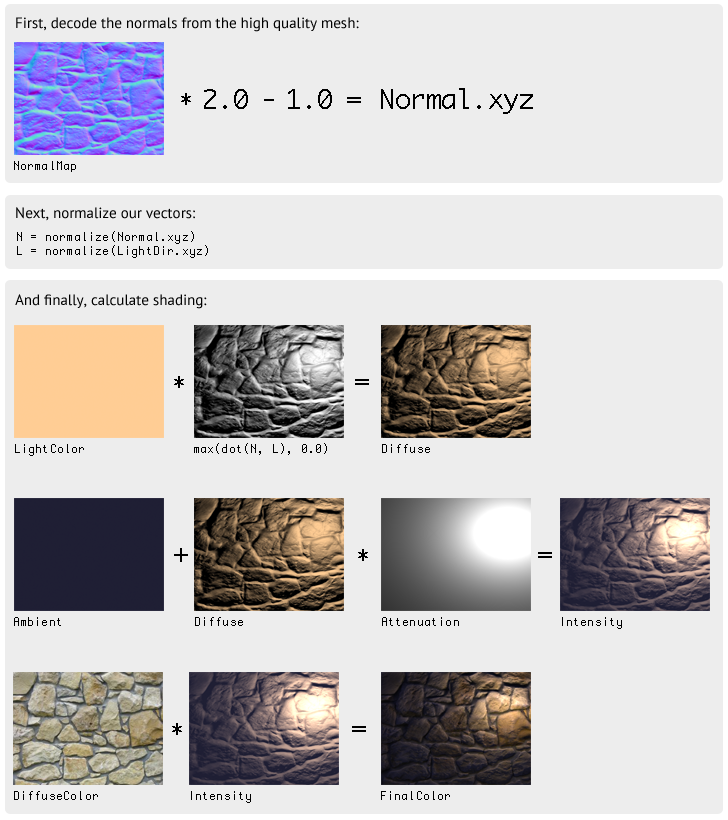 First, decode the normals from the high quality mesh:
* 2.0 - 1.0 = Normal.xyz
NormalMap
Next, normalize our vectors:
N = normalize(Normal.xyz)
L = normalize(LightDir.xyz)
And finally, calculate shading:
* =
LightColor max(dot(N, L), 0.0) Diffuse
+ * =
Ambient Diffuse Attenuation Intensity
* =
DiffuseColor Intensity FinalColor